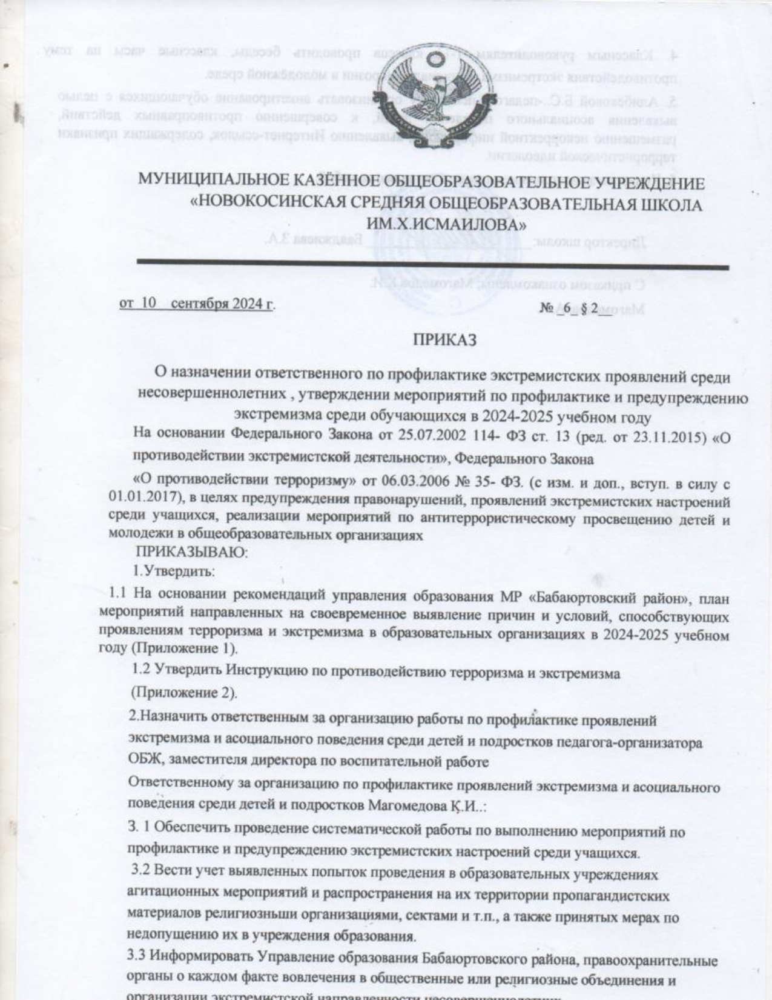 МУНИЦИПАЛЬНОЕ КАЗЁННОЕ ОБЩЕОБРАЗОВАТЕЛЬНОЕ УЧРЕЖДЕНИЕ
«НОВОКОСИНСКАЯ СРЕДНЯЯ ОБЩЕОБРАЗОВАТЕЛЬНАЯ ШКОЛА
ИМ.Х.ИСМАИЛОВА»
от 10 сентября 2024 г.
№ _6_ § 2__
ПРИКАЗ
О назначении ответственного по профилактике экстремистских проявлений среди
несовершеннолетних , утверждении мероприятий по профилактике и предупреждению
экстремизма среди обучающихся в 2024-2025 учебном году
На основании Федерального Закона от 25.07.2002 114- ФЗ ст. 13 (ред. от 23.11.2015) «О
противодействии экстремистской деятельности», Федерального Закона
«О противодействии терроризму» от 06.03.2006 № 35- ФЗ. (с изм. и доп., вступ. в силу с
01.01.2017), в целях предупреждения правонарушений, проявлений экстремистских настроений
среди учащихся, реализации мероприятий по антитеррористическому просвещению детей и
молодежи в общеобразовательных организациях
ПРИКАЗЫВАЮ:
1.Утвердить:
1.1 На основании рекомендаций управления образования МР «Бабаюртовский район», план
мероприятий направленных на своевременное выявление причин и условий, способствующих
проявлениям терроризма и экстремизма в образовательных организациях в 2024-2025 учебном
году (Приложение 1).
1.2 Утвердить Инструкцию по противодействию терроризма и экстремизма
(Приложение 2).
2.Назначить ответственным за организацию работы по профилактике проявлений
экстремизма и асоциального поведения среди детей и подростков педагога-организатора
ОБЖ, заместителя директора по воспитательной работе
Ответственному за организацию по профилактике проявлений экстремизма и асоциального
поведения среди детей и подростков Магомедова К.И..:
3. 1 Обеспечить проведение систематической работы по выполнению мероприятий по
профилактике и предупреждению экстремистских настроений среди учащихся.
3.2 Вести учет выявленных попыток проведения в образовательных учреждениях
агитационных мероприятий и распространения на их территории пропагандистских
материалов религиозньши организациями, сектами и т.п., а также принятых мерах по
недопущению их в учреждения образования.
3.3 Информировать Управление образования Бабаюртовского района, правоохранительные
органы о каждом факте вовлечения в общественные или религиозные объединения и
организации экстремистской направленности несовершеннолетних